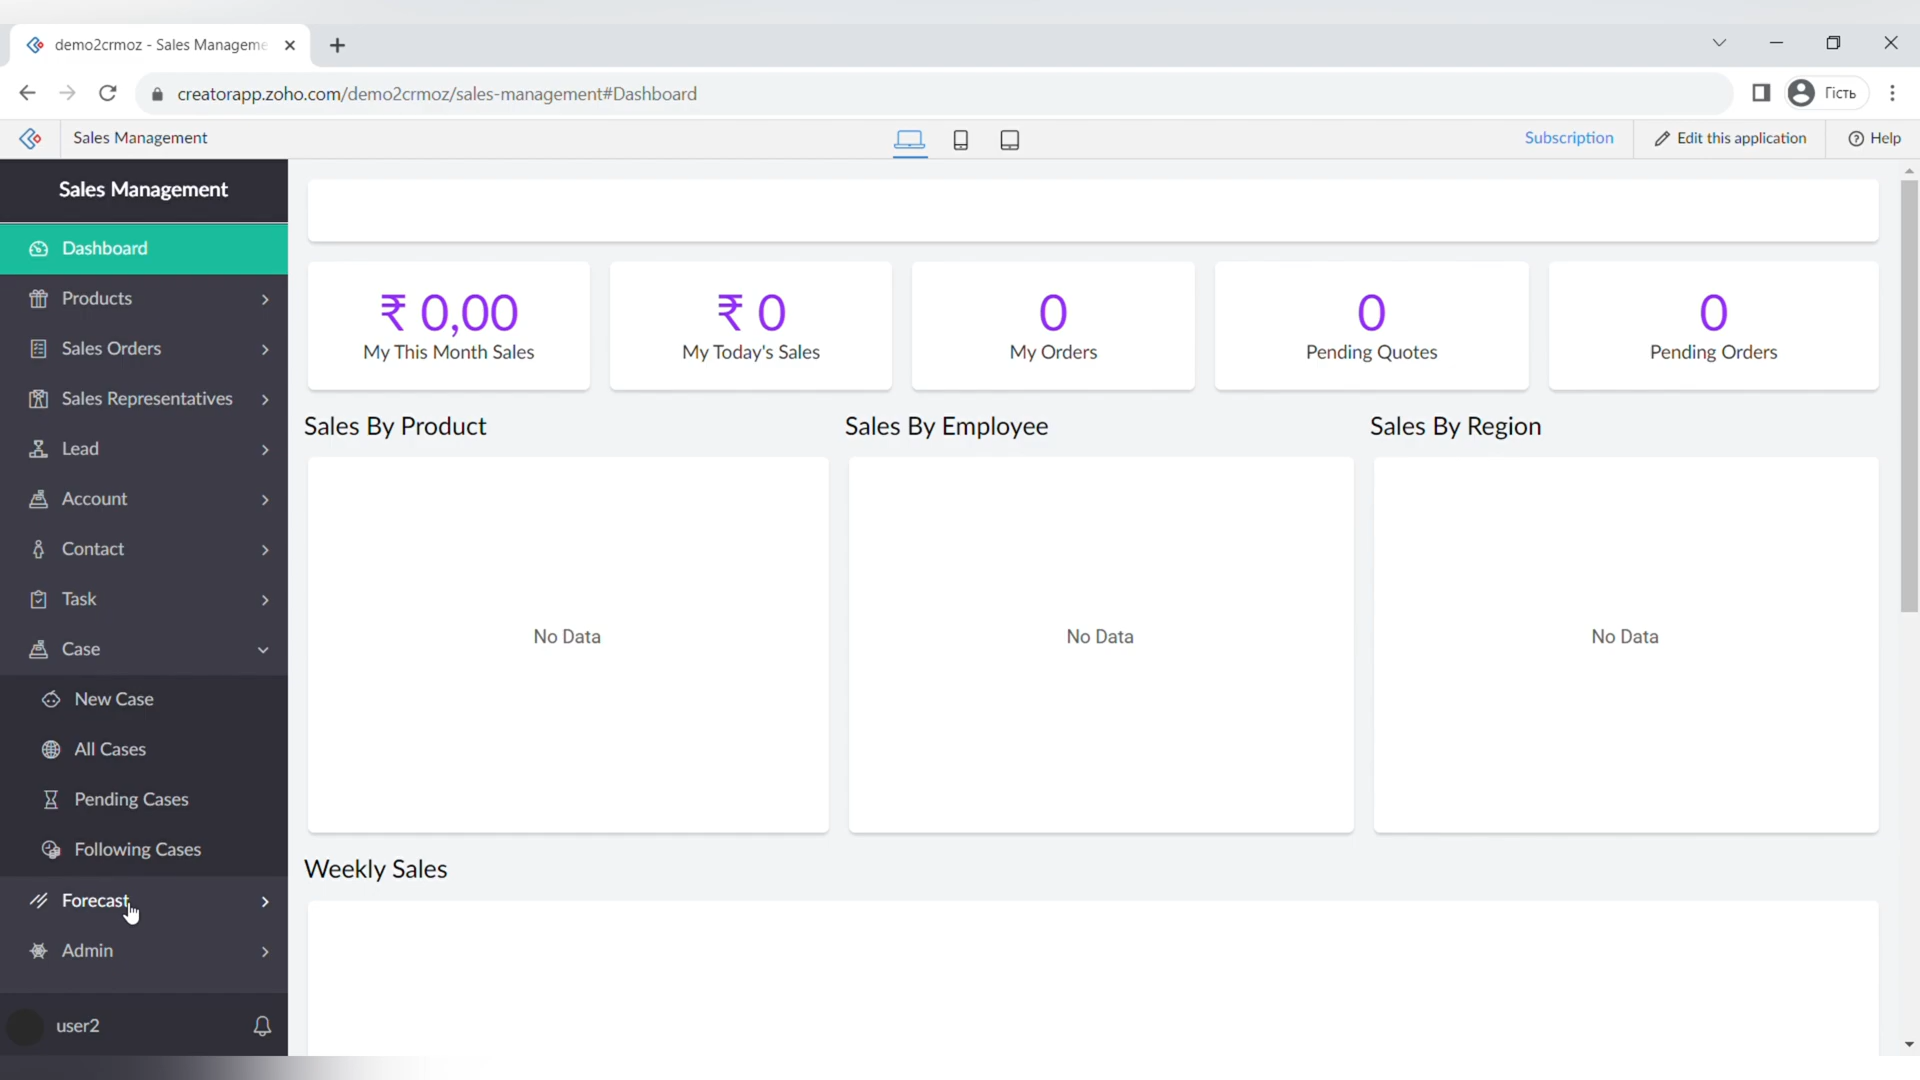 demo2crmoz - Sales Manageme
creatorapp.zoho.com/demo2crmoz/sales-management#Dashboard
Гість
Sales Management
Subscription
Edit this application
Help
Sales Management
Dashboard
Products
Sales Orders
Sales Representatives
Lead
Account
Contact
Task
Case
New Case
All Cases
Pending Cases
Following Cases
Forecast
Admin
user2
₹ 0,00
My This Month Sales
₹ 0
My Today's Sales
0
My Orders
0
Pending Quotes
0
Pending Orders
Sales By Product
No Data
Sales By Employee
No Data
Sales By Region
No Data
Weekly Sales